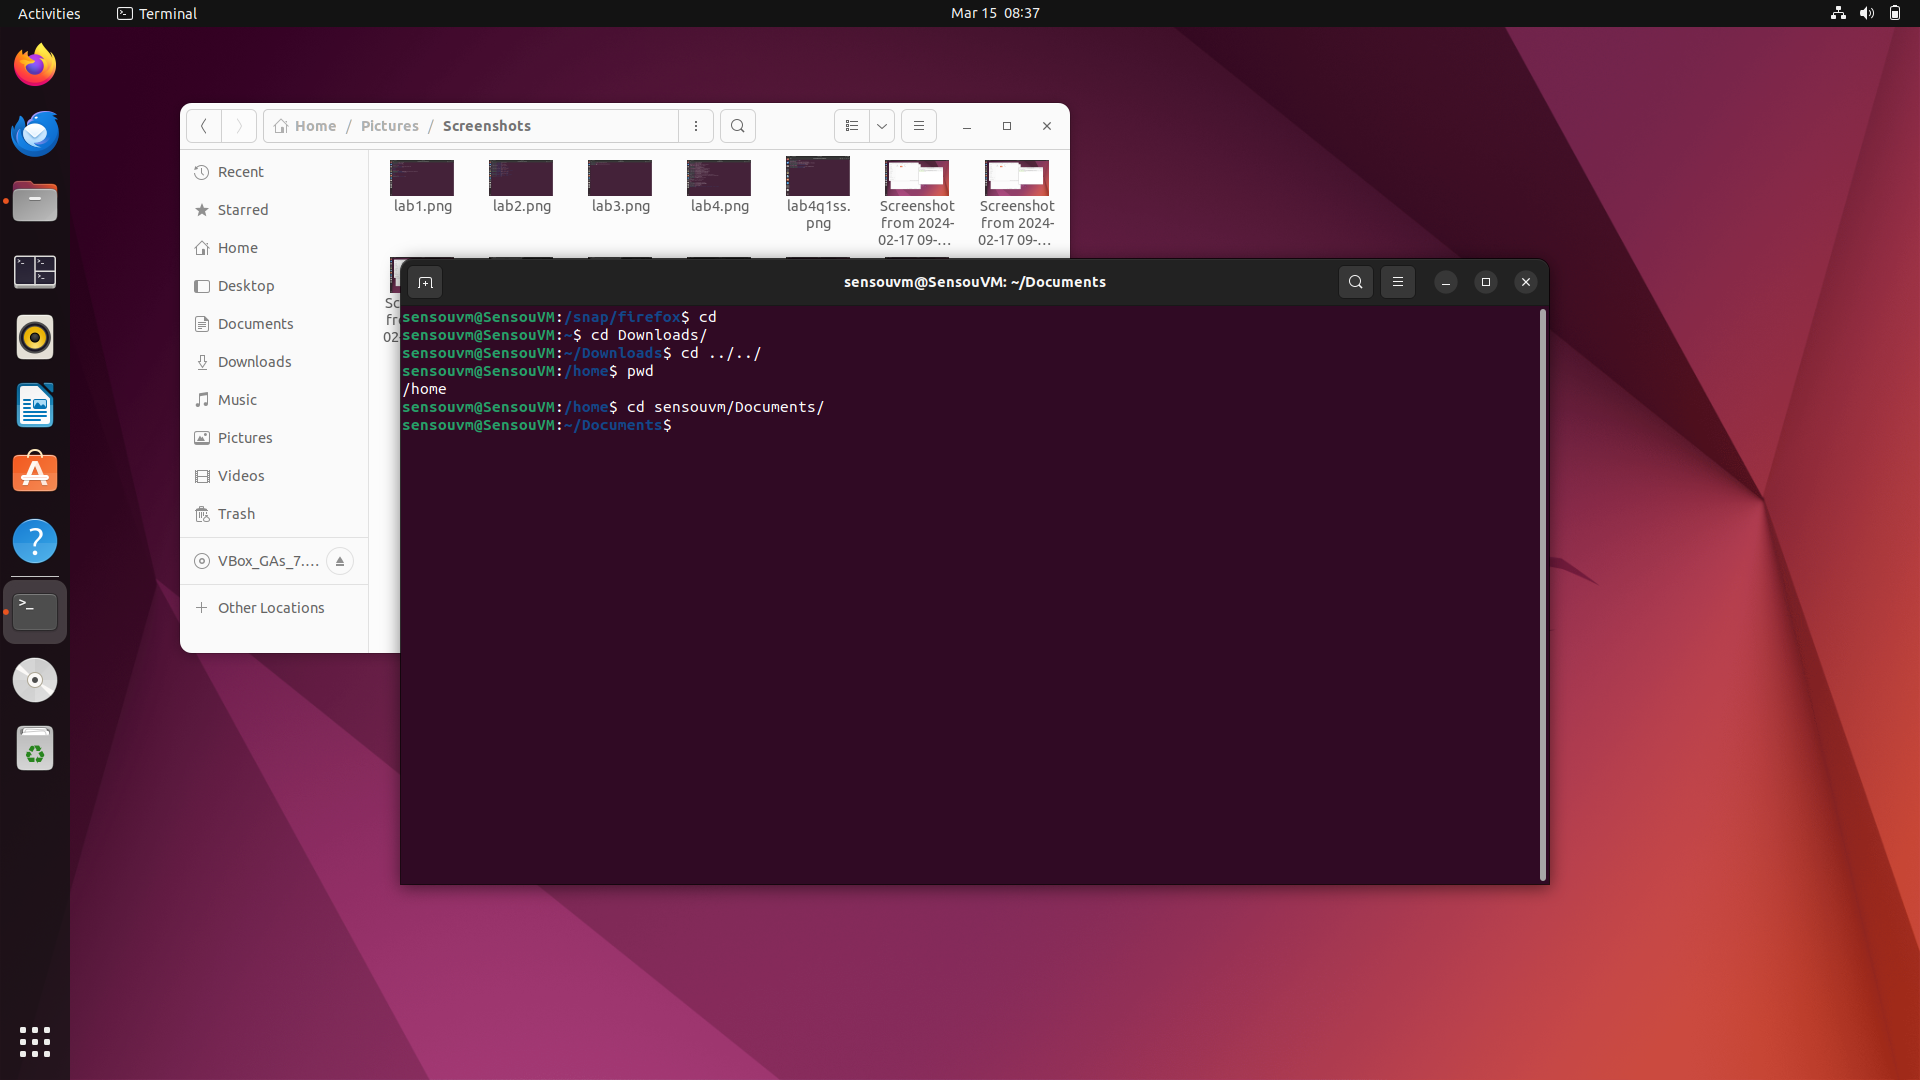 Activities
Terminal
Mar 15 08:37
Home / Pictures / Screenshots
Recent
Starred
Home
Desktop
Documents
Downloads
Music
Pictures
Videos
Trash
VBox_GAs_7....
Other Locations
lab1.png
lab2.png
lab3.png
lab4.png
lab4q1ss.
png
Screenshot
from 2024-
02-17 09-...
Screenshot
from 2024-
02-17 09-...
Sc
fr
02-
sensouvm@SensouVM: ~/Documents
sensouvm@SensouVM:/snap/firefox$ cd
sensouvm@SensouVM:~$ cd Downloads/
sensouvm@SensouVM:~/Downloads$ cd ../../
sensouvm@SensouVM:/home$ pwd
/home
sensouvm@SensouVM:/home$ cd sensouvm/Documents/
sensouvm@SensouVM:~/Documents$